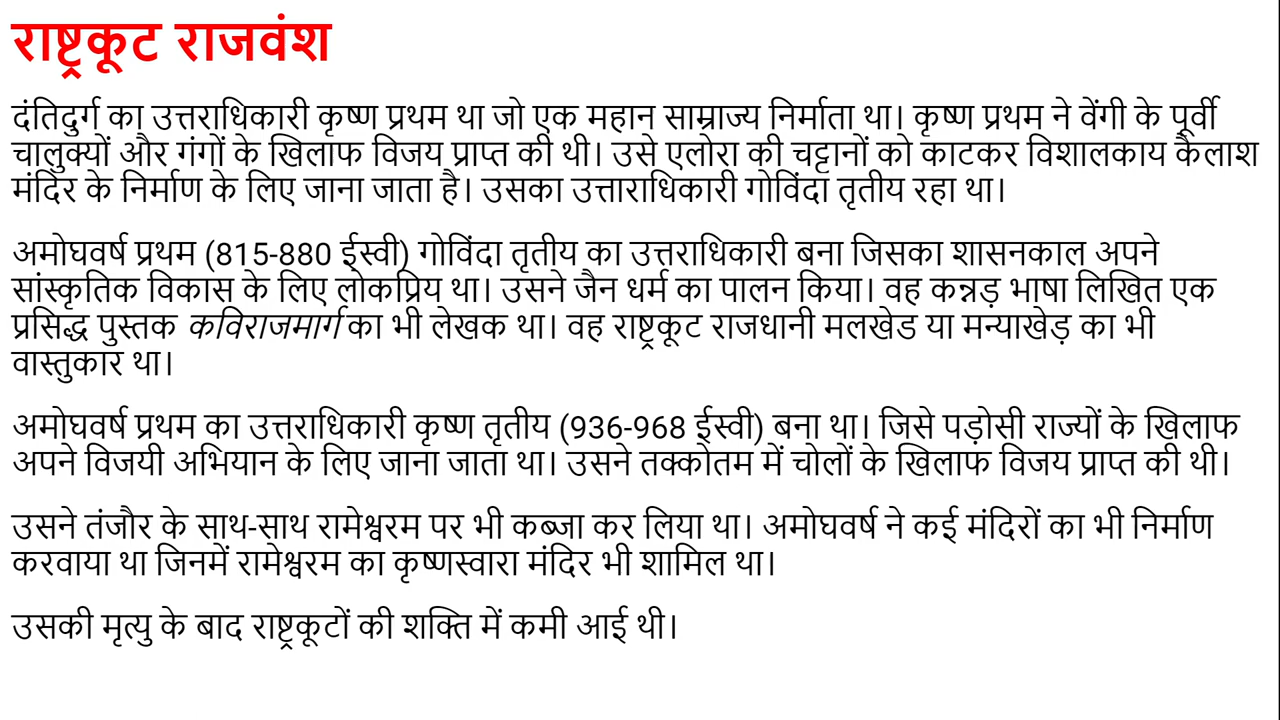 राष्ट्रकूट राजवंश
दंतिदुर्ग का उत्तराधिकारी कृष्ण प्रथम था जो एक महान साम्राज्य निर्माता था। कृष्ण प्रथम ने वेंगी के पूर्वी
चालुक्यों और गंगों के खिलाफ विजय प्राप्त की थी। उसे एलोरा की चट्टानों को काटकर विशालकाय कैलाश
मंदिर के निर्माण के लिए जाना जाता है। उसका उत्ताराधिकारी गोविंदा तृतीय रहा था।
अमोघवर्ष प्रथम (815-880 ईस्वी) गोविंदा तृतीय का उत्तराधिकारी बना जिसका शासनकाल अपने
सांस्कृतिक विकास के लिए लोकप्रिय था। उसने जैन धर्म का पालन किया। वह कन्नड़ भाषा लिखित एक
प्रसिद्ध पुस्तक कविराजमार्ग का भी लेखक था। वह राष्ट्रकूट राजधानी मलखेड या मन्याखेड़ का भी
वास्तुकार था।
अमोघवर्ष प्रथम का उत्तराधिकारी कृष्ण तृतीय (936-968 ईस्वी) बना था। जिसे पड़ोसी राज्यों के खिलाफ
अपने विजयी अभियान के लिए जाना जाता था। उसने तक्कोतम में चोलों के खिलाफ विजय प्राप्त की थी।
उसने तंजौर के साथ-साथ रामेश्वरम पर भी कब्जा कर लिया था। अमोघवर्ष ने कई मंदिरों का भी निर्माण
करवाया था जिनमें रामेश्वरम का कृष्णस्वारा मंदिर भी शामिल था।
उसकी मृत्यु के बाद राष्ट्रकूटों की शक्ति में कमी आई थी।